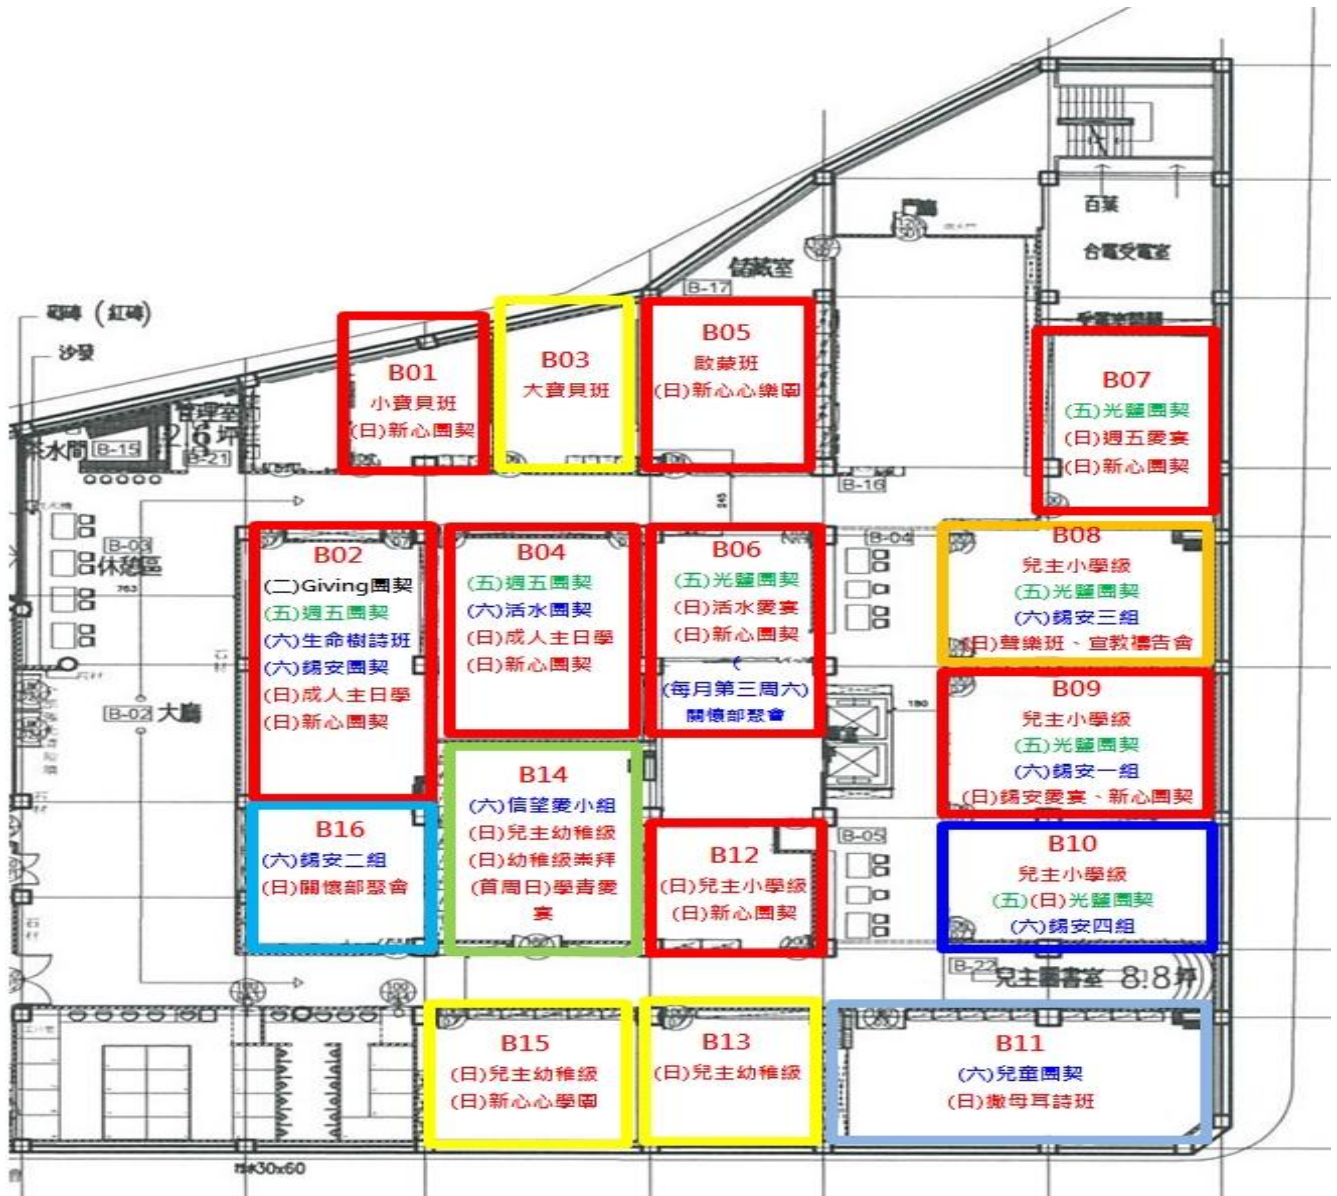 百葉
台電受電室
儲藏室
B-17
(紅磚)
沙發
B01
小寶貝班
(日)新心團契
B03
大寶貝班
B05
啟蒙班
(日)新心心樂園
B07
(五)光鹽團契
(日)週五愛宴
(日)新心團契
茶水間
B-15
管理室
2.6坪
B-21
B-16
245
B-03
休憩區
763
B02
(二)Giving團契
(五)週五團契
(六)生命樹詩班
(六)錫安團契
(日)成人主日學
(日)新心團契
B04
(五)週五團契
(六)活水團契
(日)成人主日學
(日)新心團契
B06
(五)光鹽團契
(日)活水愛宴
(日)新心團契
(
(每月第三周六)
關懷部聚會
B-04
B08
兒主小學級
(五)光鹽團契
(六)錫安三組
(日)聲樂班、宣教禱告會
B-02
大廳
180
B09
兒主小學級
(五)光鹽團契
(六)錫安一組
(日)錫安愛宴、新心團契
B14
(六)信望愛小組
(日)兒主幼稚級
(日)幼稚級崇拜
(首周日)學青愛
宴
B16
(六)錫安二組
(日)關懷部聚會
B12
(日)兒主小學級
(日)新心團契
B-05
B10
兒主小學級
(五)(日)光鹽團契
(六)錫安四組
石材
B-22
兒主圖書室 8.8坪
B15
(日)兒主幼稚級
(日)新心心學園
B13
(日)兒主幼稚級
B11
(六)兒童團契
(日)撒母耳詩班
30x60